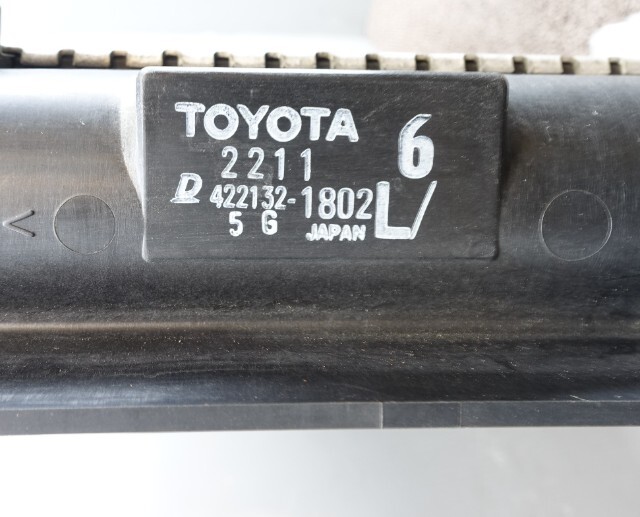 TOYOTA 6
2211
D 422132-1802 L/
5 G JAPAN
<